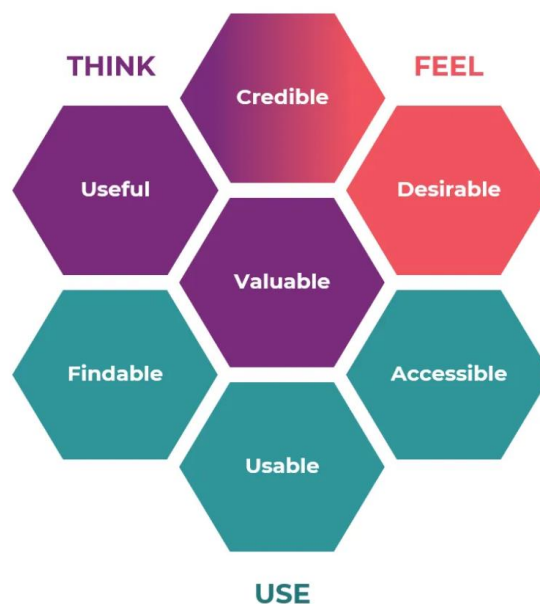 THINK
FEEL
Credible
Useful
Desirable
Valuable
Findable
Accessible
Usable
USE